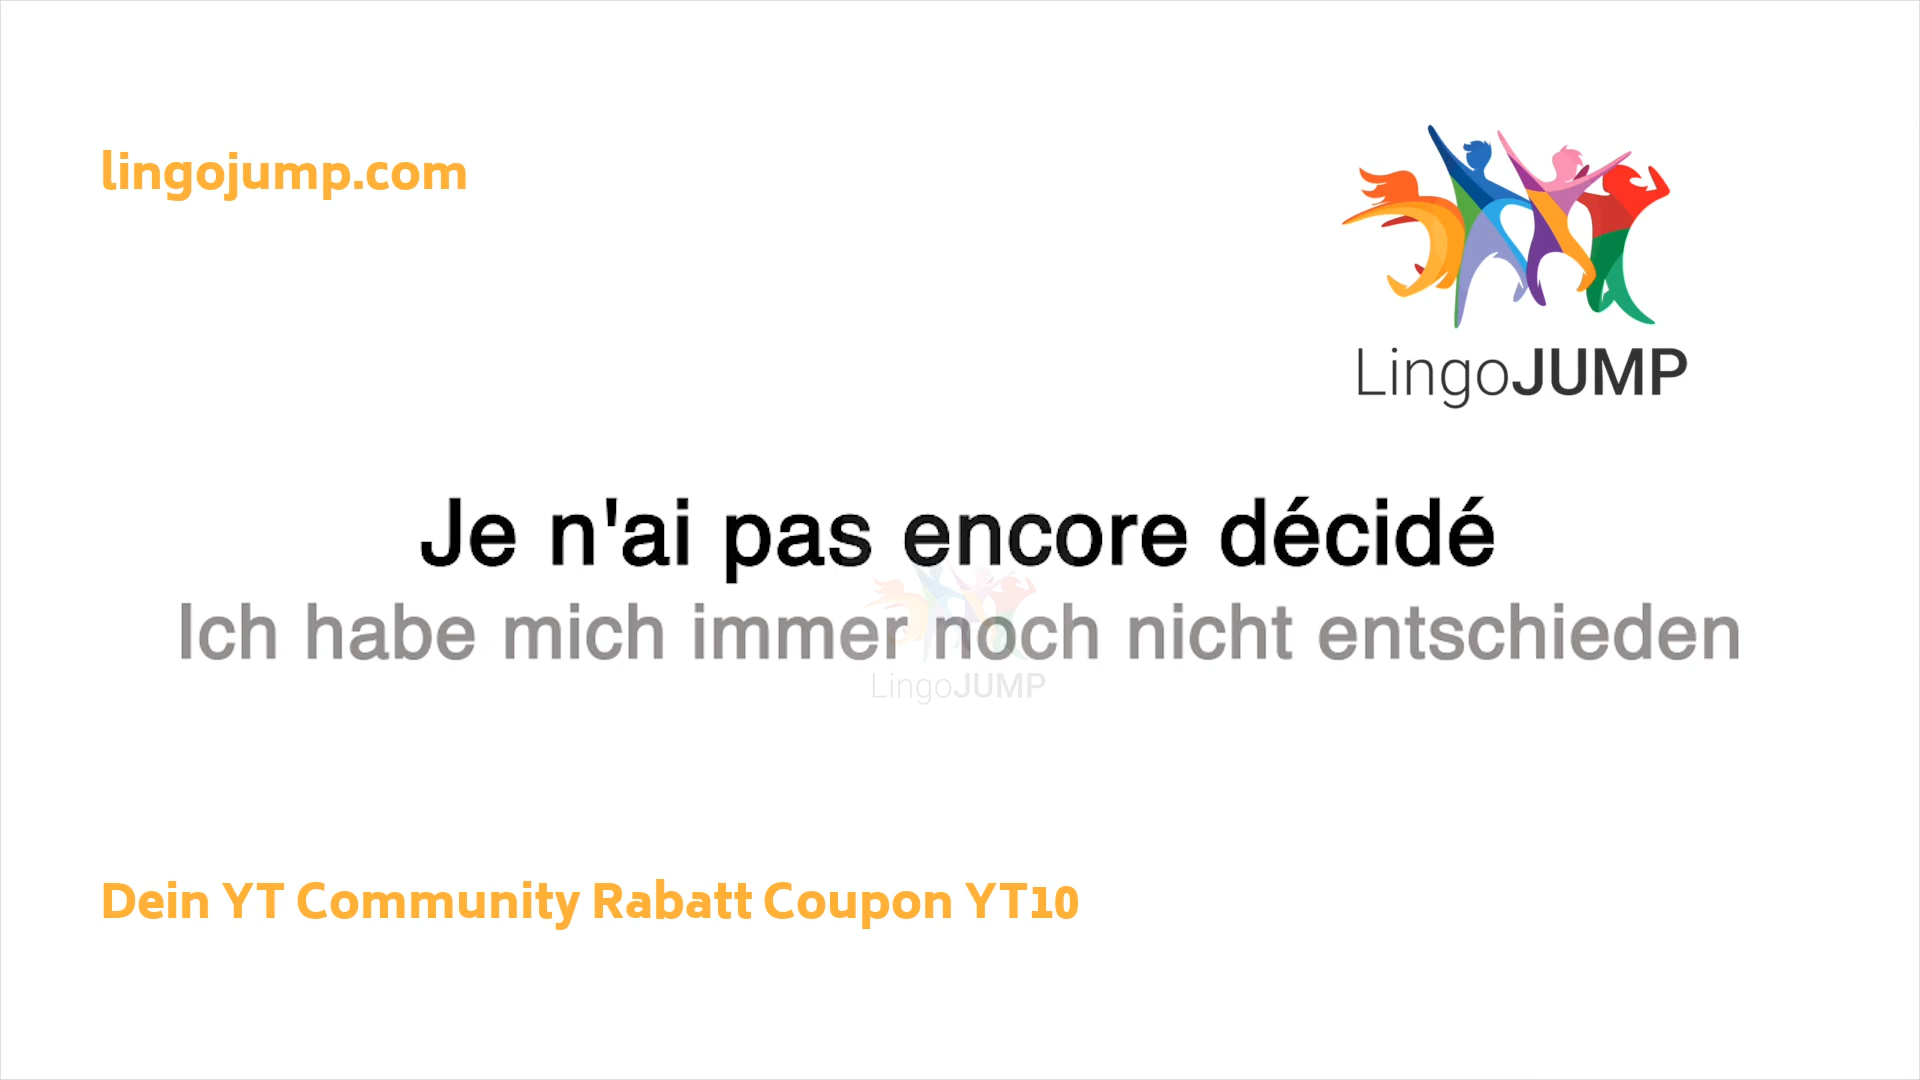 lingojump.com
LingoJUMP
Je n'ai pas encore décidé
Ich habe mich immer noch nicht entschieden
LingoJUMP
Dein YT Community Rabatt Coupon YT10